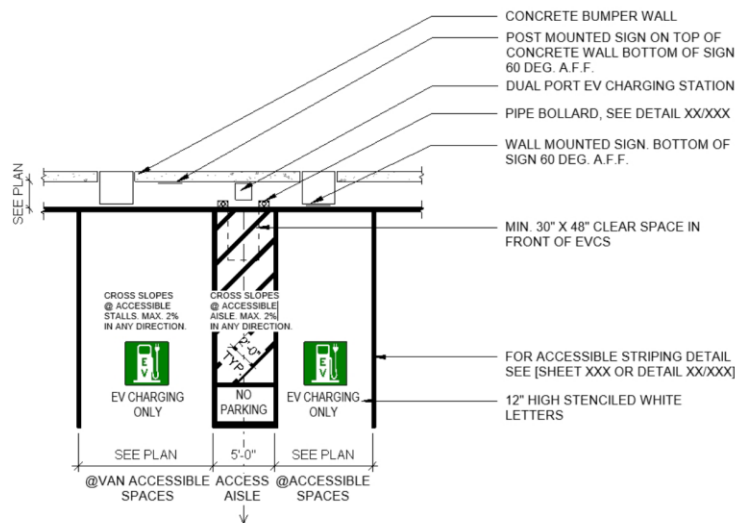 CONCRETE BUMPER WALL
POST MOUNTED SIGN ON TOP OF
CONCRETE WALL BOTTOM OF SIGN
60 DEG. A.F.F.
DUAL PORT EV CHARGING STATION
PIPE BOLLARD, SEE DETAIL XX/XXX
WALL MOUNTED SIGN. BOTTOM OF
SIGN 60 DEG. A.F.F.
SEE PLAN
MIN. 30" X 48" CLEAR SPACE IN
FRONT OF EVCS
CROSS SLOPES
@ ACCESSIBLE
STALLS. MAX. 2%
IN ANY DIRECTION.
CROSS SLOPES
@ ACCESSIBLE
AISLE. MAX. 2%
IN ANY DIRECTION.
2'-0"
TYP.
FOR ACCESSIBLE STRIPING DETAIL
SEE [SHEET XXX OR DETAIL XX/XXX]
EV
EV CHARGING
ONLY
NO
PARKING
EV
EV CHARGING
ONLY
12" HIGH STENCILED WHITE
LETTERS
SEE PLAN
5'-0"
SEE PLAN
@VAN ACCESSIBLE
SPACES
ACCESS
AISLE
@ACCESSIBLE
SPACES